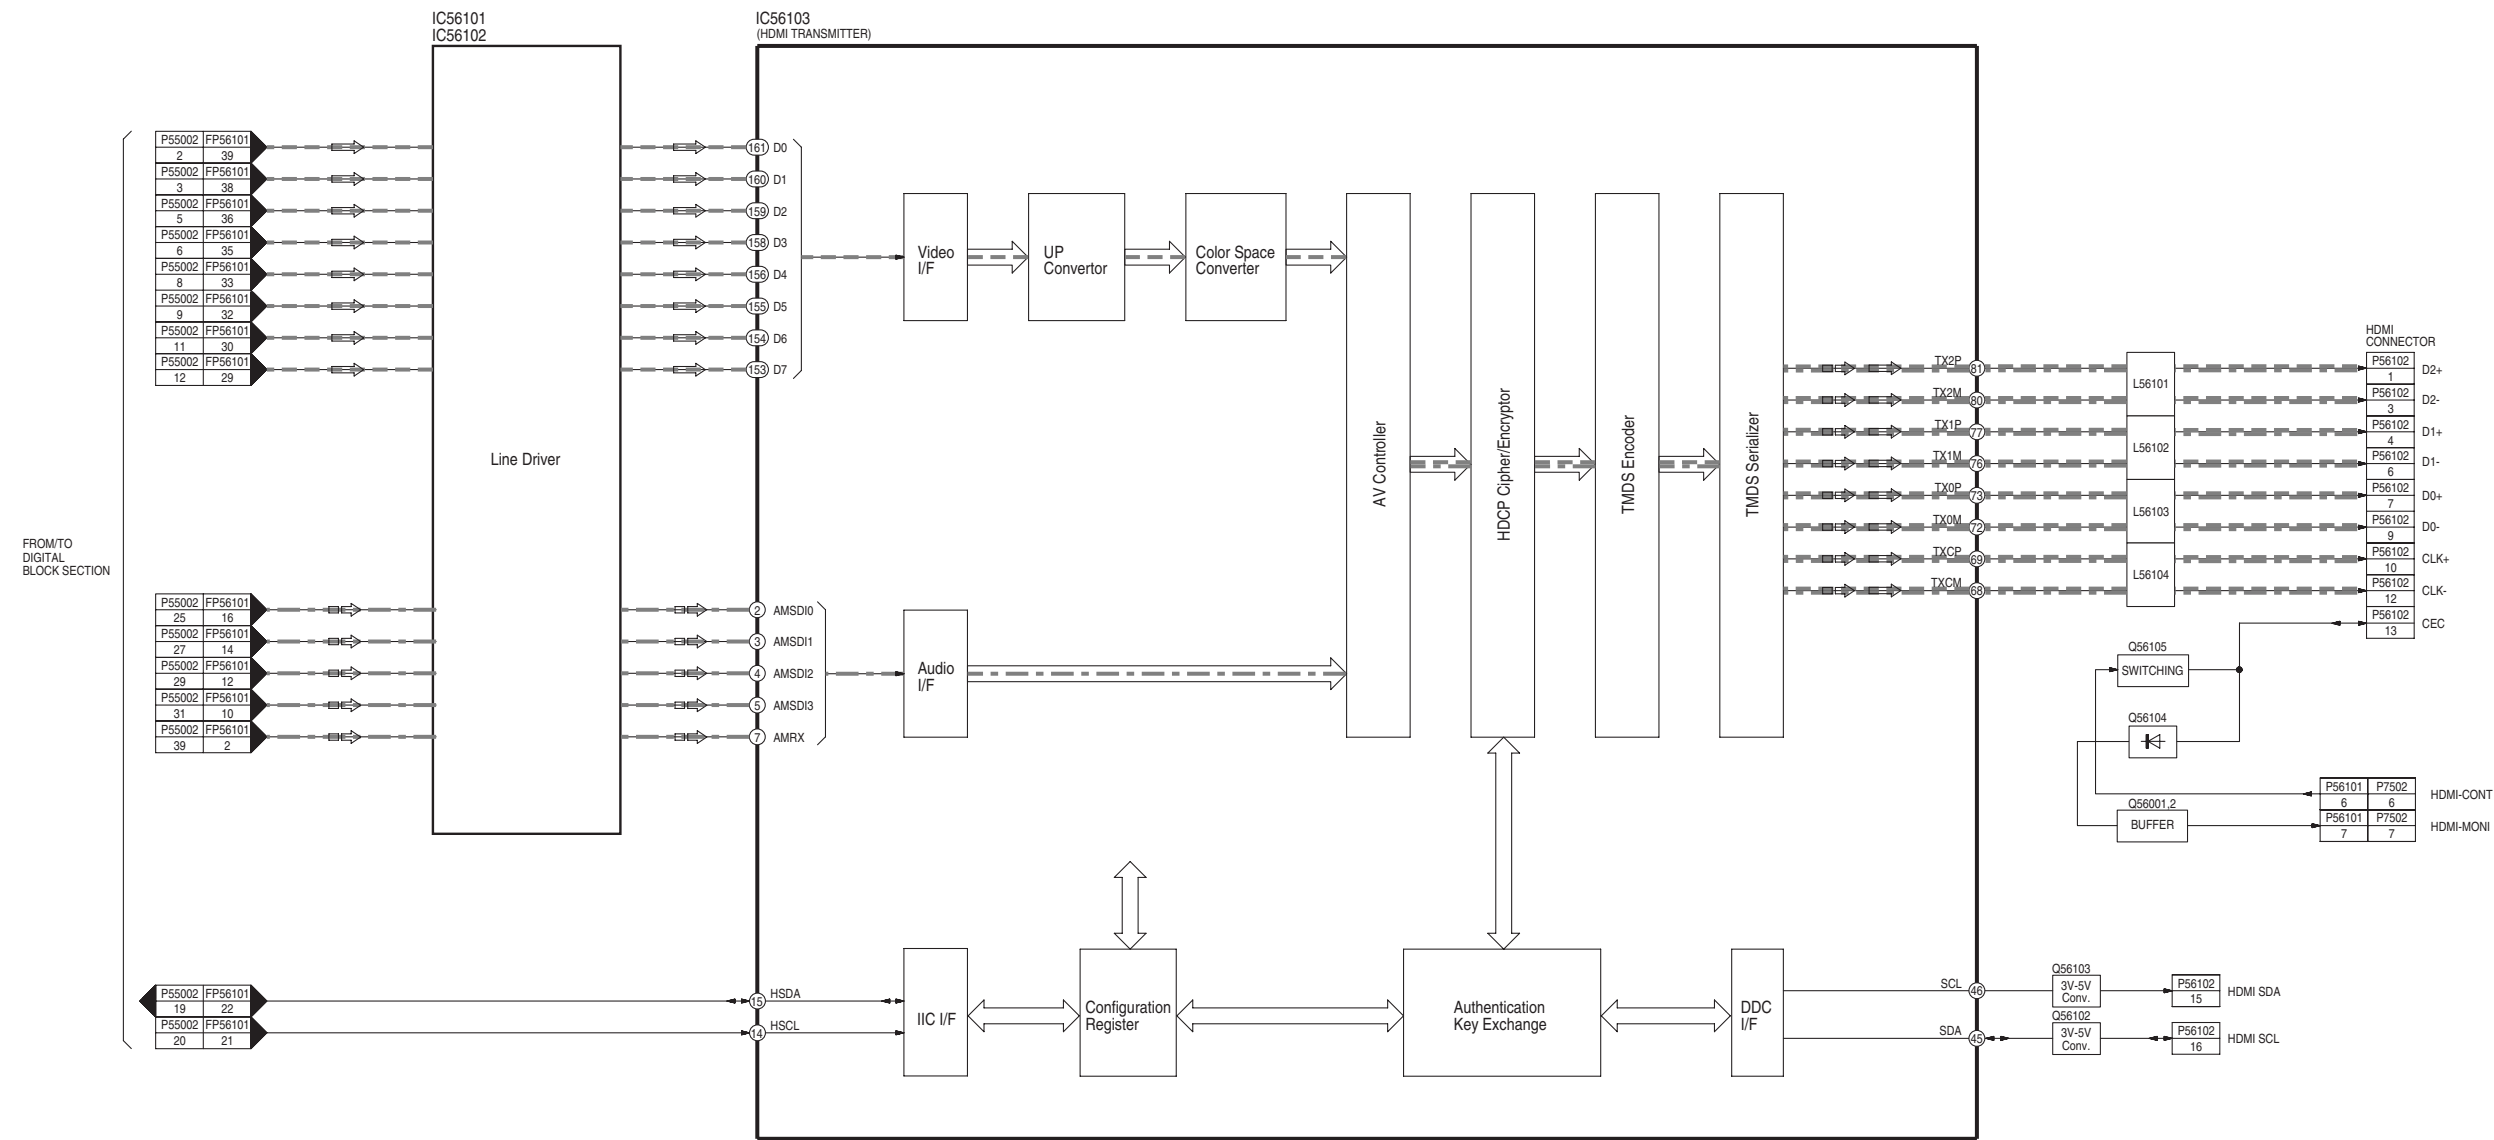 IC56101
IC56102
IC56103
(HDMI TRANSMITTER)
P55002 FP56101
2 39
161 D0
P55002 FP56101
3 38
160 D1
P55002 FP56101
5 36
159 D2
P55002 FP56101
6 35
158 D3
P55002 FP56101
8 33
156 D4
P55002 FP56101
9 32
155 D5
P55002 FP56101
11 30
154 D6
P55002 FP56101
12 29
153 D7
Line Driver
Video
I/F
UP
Convertor
Color Space
Converter
AV Controller
HDCP Cipher/Encryptor
TMDS Encoder
TMDS Serializer
HDMI
CONNECTOR
TX2P 81
P56102
1
D2+
TX2M 80
P56102
3
D2-
TX1P 77
P56102
4
D1+
TX1M 76
P56102
6
D1-
TX0P 73
P56102
7
D0+
TX0M 72
P56102
9
D0-
TXCP 69
P56102
10
CLK+
TXCM 68
P56102
12
CLK-
P56102
13
CEC
L56101
L56102
L56103
L56104
FROM/TO
DIGITAL
BLOCK SECTION
P55002 FP56101
25 16
2 AMSDI0
P55002 FP56101
27 14
3 AMSDI1
P55002 FP56101
29 12
4 AMSDI2
P55002 FP56101
31 10
5 AMSDI3
P55002 FP56101
39 2
7 AMRX
Audio
I/F
Q56105
SWITCHING
Q56104
Q56001,2
BUFFER
P56101 P7502
6 6
HDMI-CONT
P56101 P7502
7 7
HDMI-MONI
P55002 FP56101
19 22
15 HSDA
P55002 FP56101
20 21
14 HSCL
IIC I/F
Configuration
Register
Authentication
Key Exchange
DDC
I/F
SCL 46
Q56103
3V-5V
Conv.
P56102
15
HDMI SDA
SDA 45
Q56102
3V-5V
Conv.
P56102
16
HDMI SCL